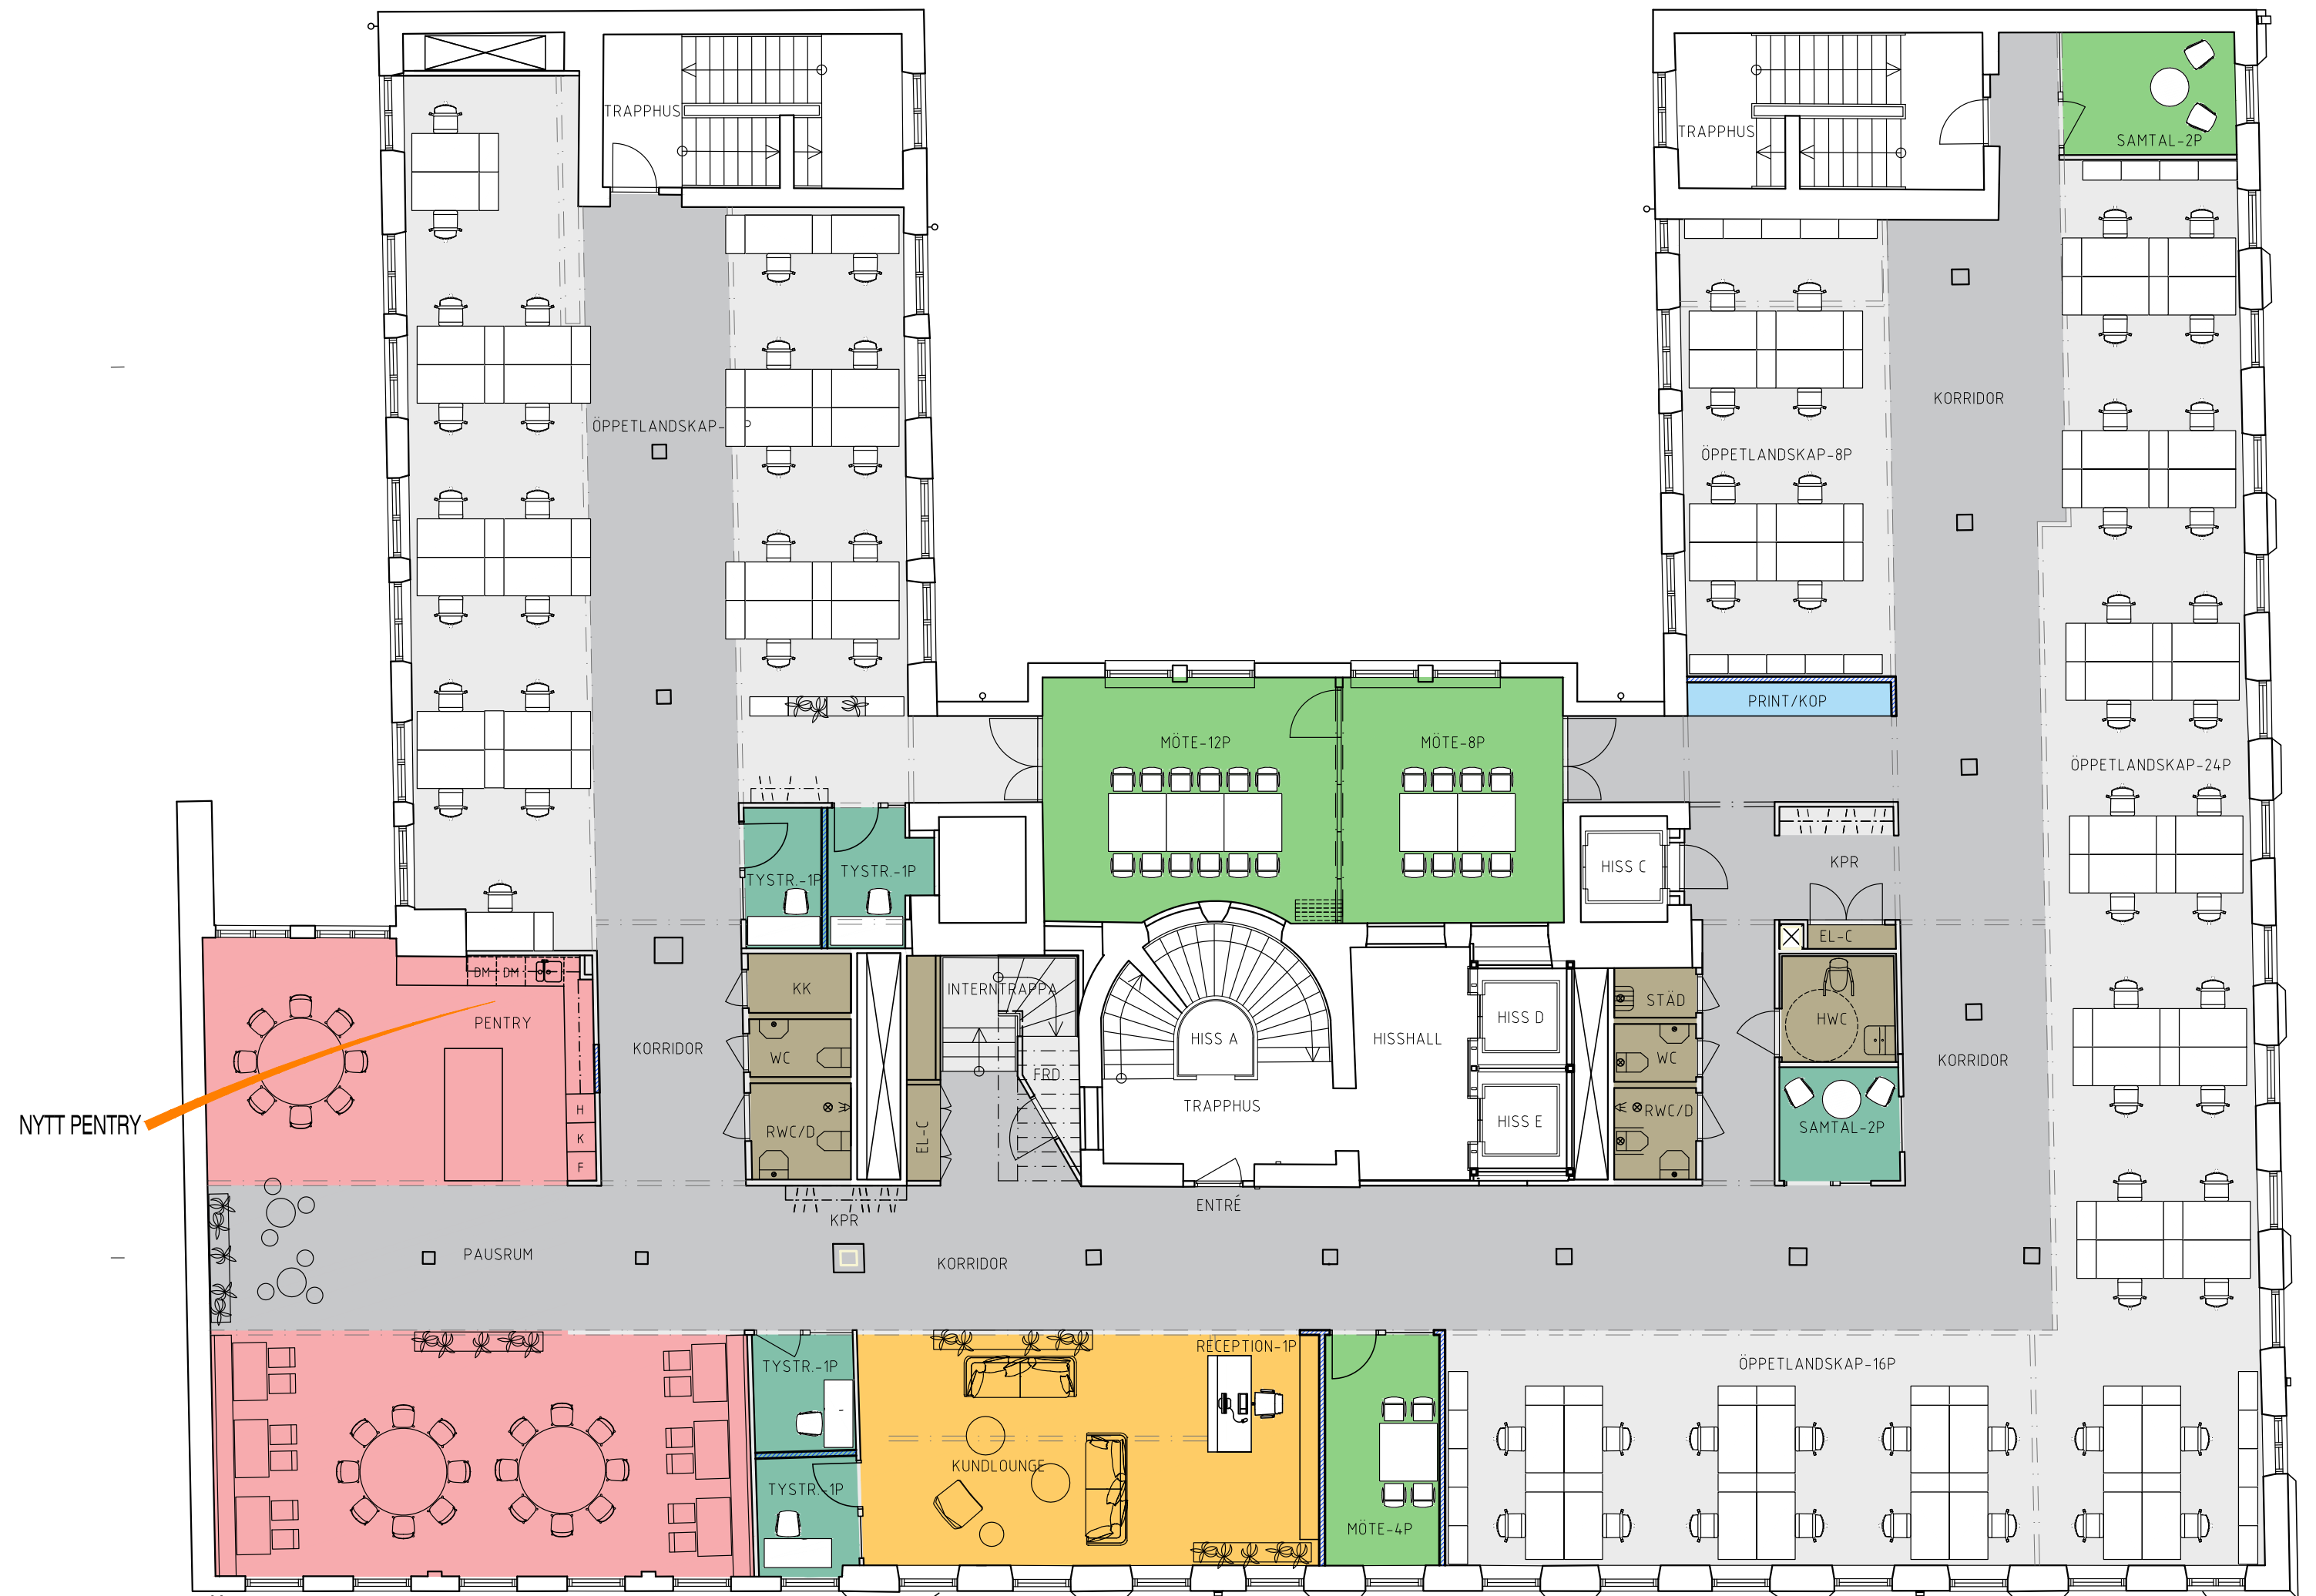 TRAPPHUS
TRAPPHUS
SAMTAL-2P
KORRIDOR
ÖPPETLANDSKAP-
P
ÖPPETLANDSKAP-8P
PRINT/KOP
MÖTE-12P
MÖTE-8P
ÖPPETLANDSKAP-24P
TYSTR.-1P
TYSTR.-1P
HISS C
KPR
EL-C
DM
DM
KK
INTERNTRAPPA
STÄD
PENTRY
HISS A
HISSHALL
HISS D
HWC
KORRIDOR
WC
FRD.
WC
KORRIDOR
NYTT PENTRY
H
K
F
RWC/D
EL-C
TRAPPHUS
HISS E
RWC/D
SAMTAL-2P
ENTRÉ
KPR
PAUSRUM
KORRIDOR
TYSTR.-1P
RECEPTION-1P
ÖPPETLANDSKAP-16P
KUNDLOUNGE
TYSTR.-1P
MÖTE-4P